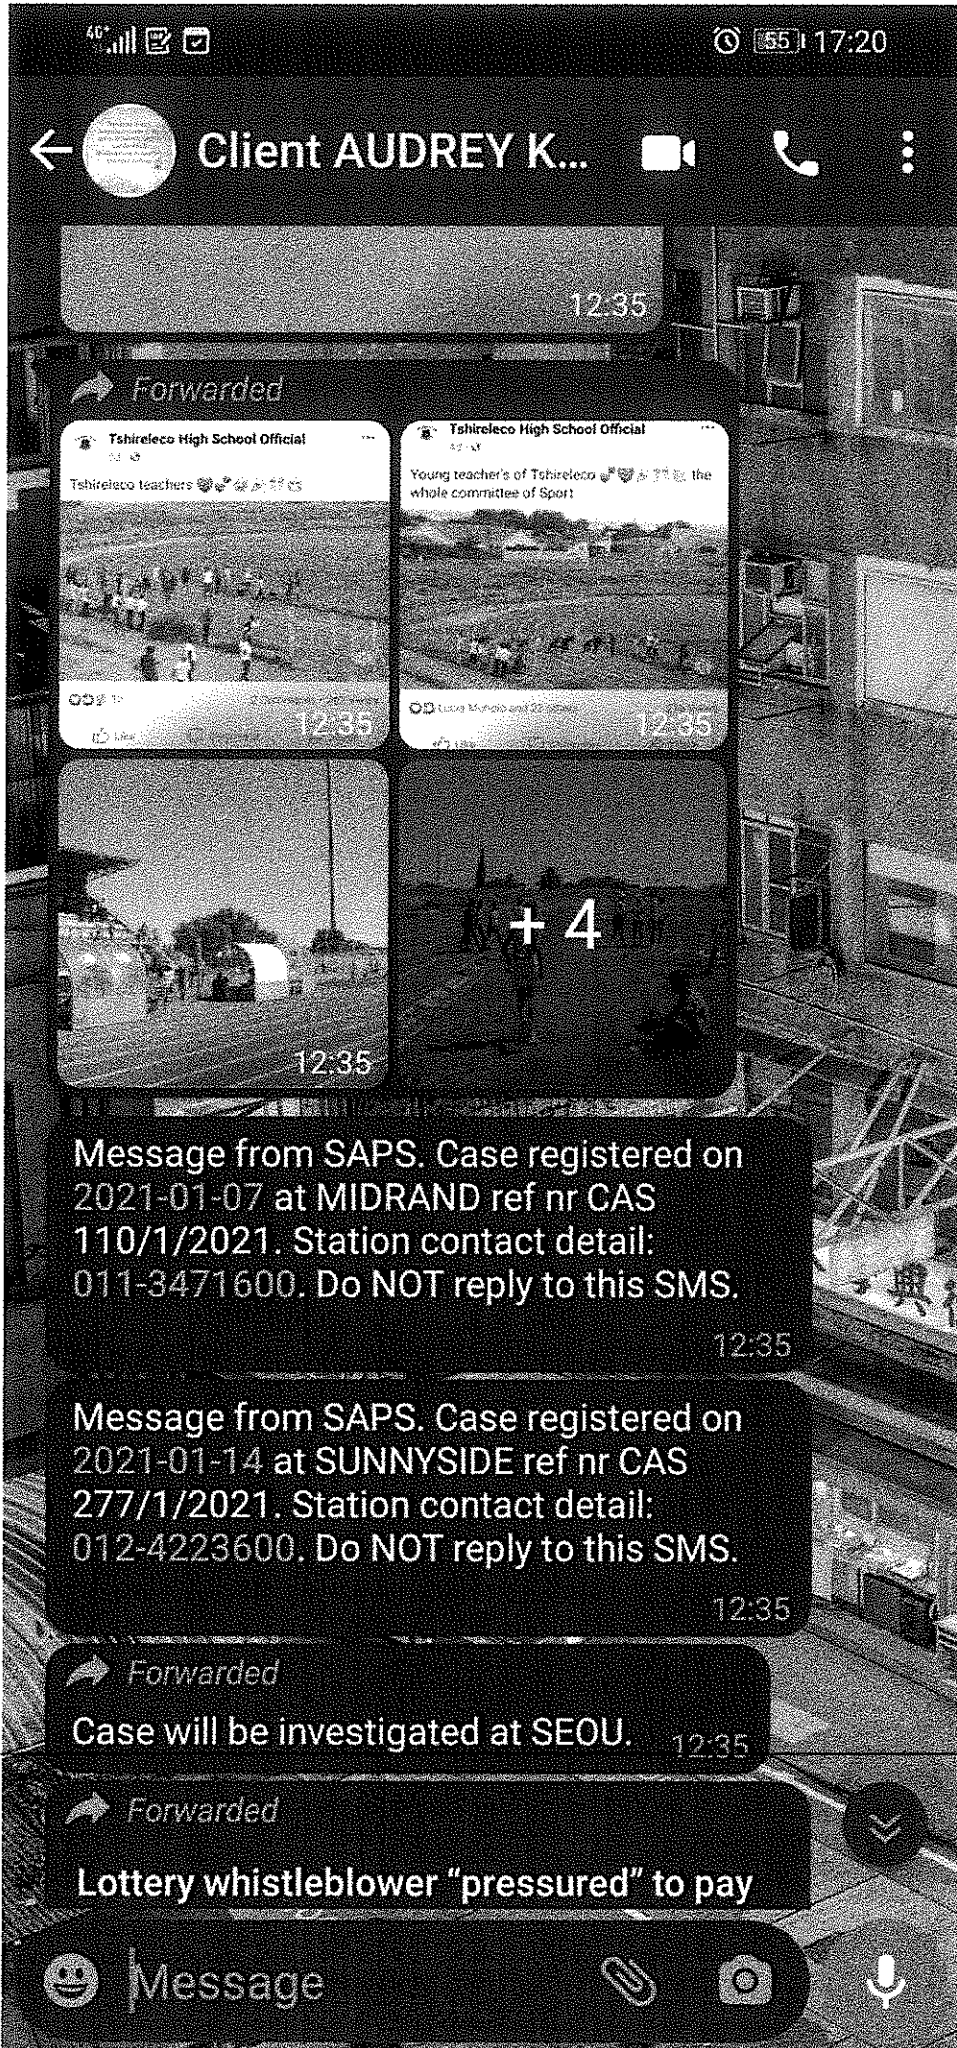 4G+ 55 17:20
Client AUDREY K...
12:35
Forwarded
Tshireleco High School Official
Tshireleco teachers
12:35
Tshireleco High School Official
Young teacher's of Tshireleco the
whole committee of Sport
12:35
12:35
+ 4
Message from SAPS. Case registered on
2021-01-07 at MIDRAND ref nr CAS
110/1/2021. Station contact detail:
011-3471600. Do NOT reply to this SMS.
12:35
Message from SAPS. Case registered on
2021-01-14 at SUNNYSIDE ref nr CAS
277/1/2021. Station contact detail:
012-4223600. Do NOT reply to this SMS.
12:35
Forwarded
Case will be investigated at SEOU.
12:35
Forwarded
Lottery whistleblower “pressured” to pay
Message